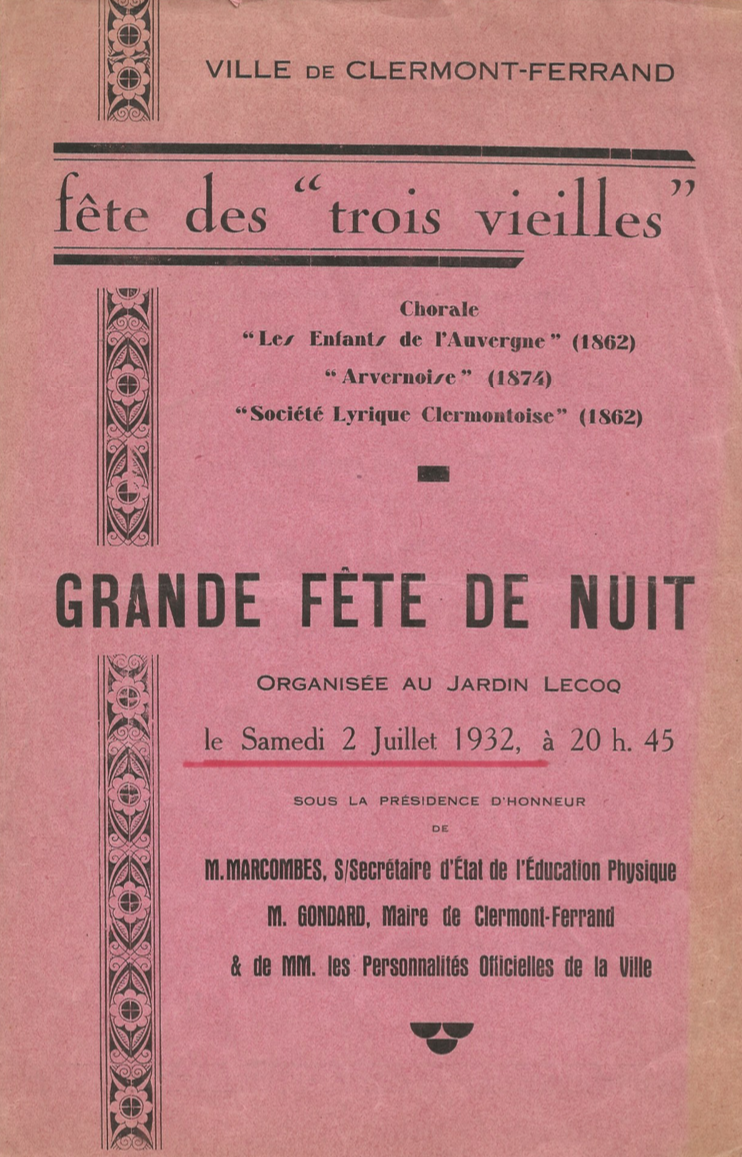 VILLE DE CLERMONT-FERRAND
fête des “trois vieilles”
Chorale
“Les Enfants de l'Auvergne” (1862)
“Arvernoise” (1874)
“Société Lyrique Clermontoise” (1862)
GRANDE FÊTE DE NUIT
ORGANISÉE AU JARDIN LECOQ
le Samedi 2 Juillet 1932, à 20 h. 45
SOUS LA PRÉSIDENCE D'HONNEUR
DE
M. MARCOMBES, S/Secrétaire d'État de l'Éducation Physique
M. GONDARD, Maire de Clermont-Ferrand
& de MM. les Personnalités Officielles de la Ville